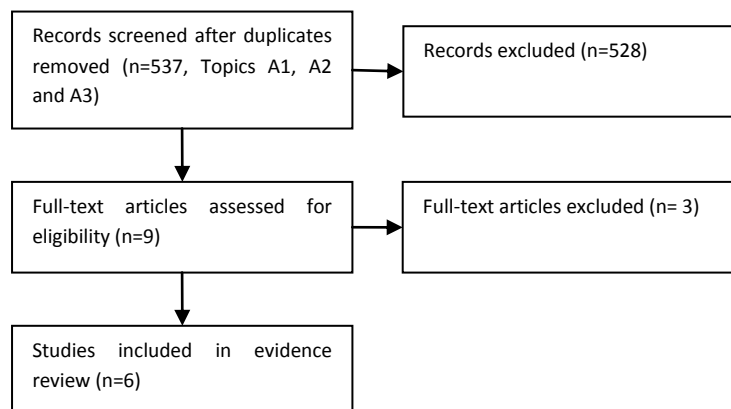 Records screened after duplicates
removed (n=537, Topics A1, A2
and A3)
Records excluded (n=528)
Full-text articles assessed for
eligibility (n=9)
Full-text articles excluded (n= 3)
Studies included in evidence
review (n=6)